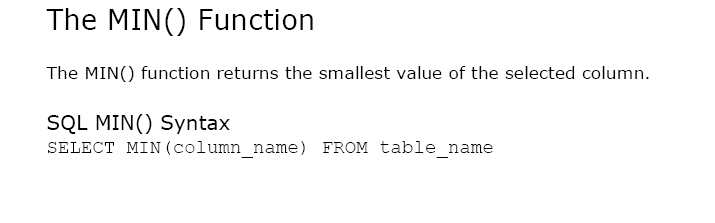 The MIN() Function
The MIN() function returns the smallest value of the selected column.
SQL MIN() Syntax
SELECT MIN(column_name) FROM table_name